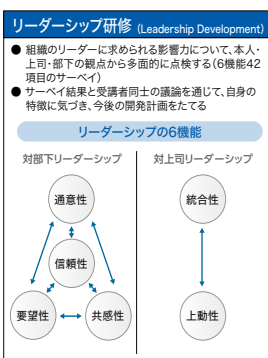 リーダーシップ研修 (Leadership Development)
● 組織のリーダーに求められる影響力について、本人・
上司・部下の観点から多面的に点検する(6機能42
項目のサーベイ)
● サーベイ結果と受講者同士の議論を通じて、自身の
特徴に気づき、今後の開発計画をたてる
リーダーシップの6機能
対部下リーダーシップ
通意性
信頼性
要望性
共感性
対上司リーダーシップ
統合性
上動性